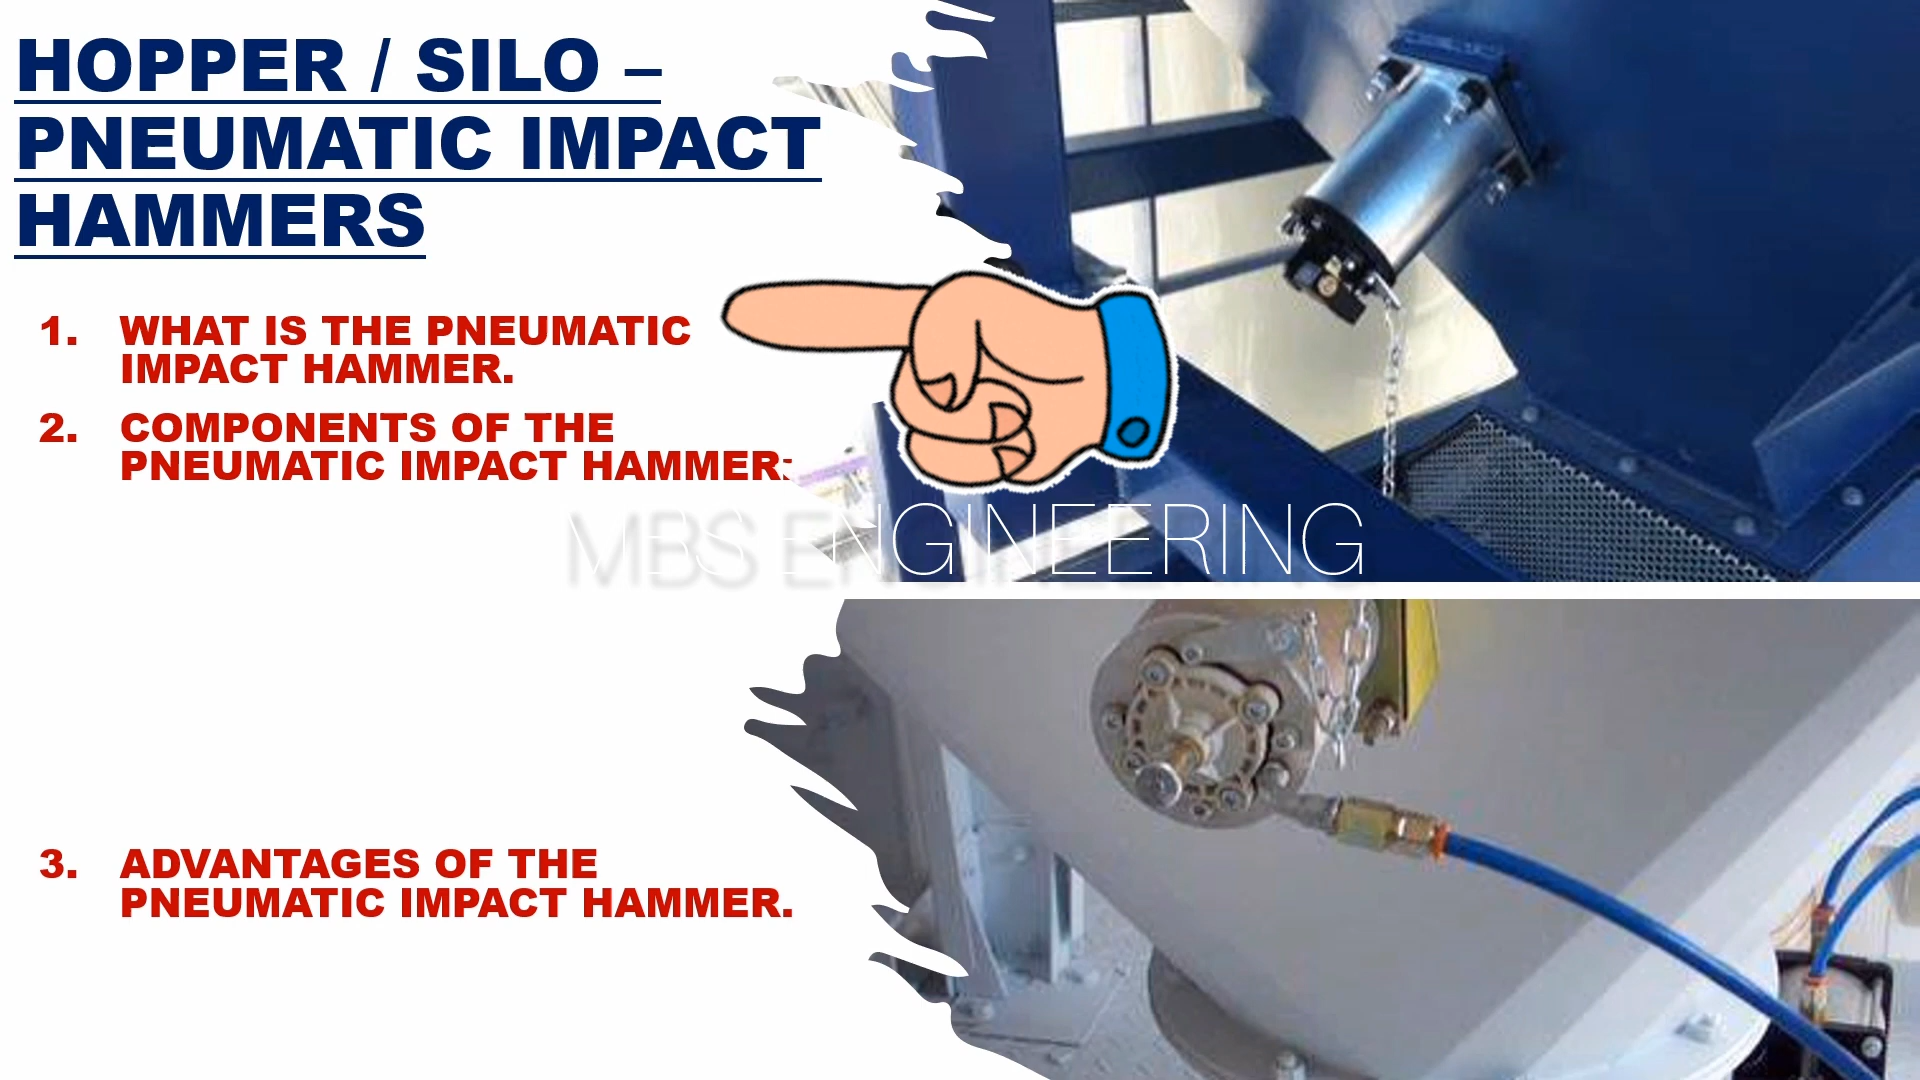 HOPPER / SILO –
PNEUMATIC IMPACT
HAMMERS
1. WHAT IS THE PNEUMATIC
IMPACT HAMMER.
2. COMPONENTS OF THE
PNEUMATIC IMPACT HAMMER:
MBS ENGINEERING
3. ADVANTAGES OF THE
PNEUMATIC IMPACT HAMMER.